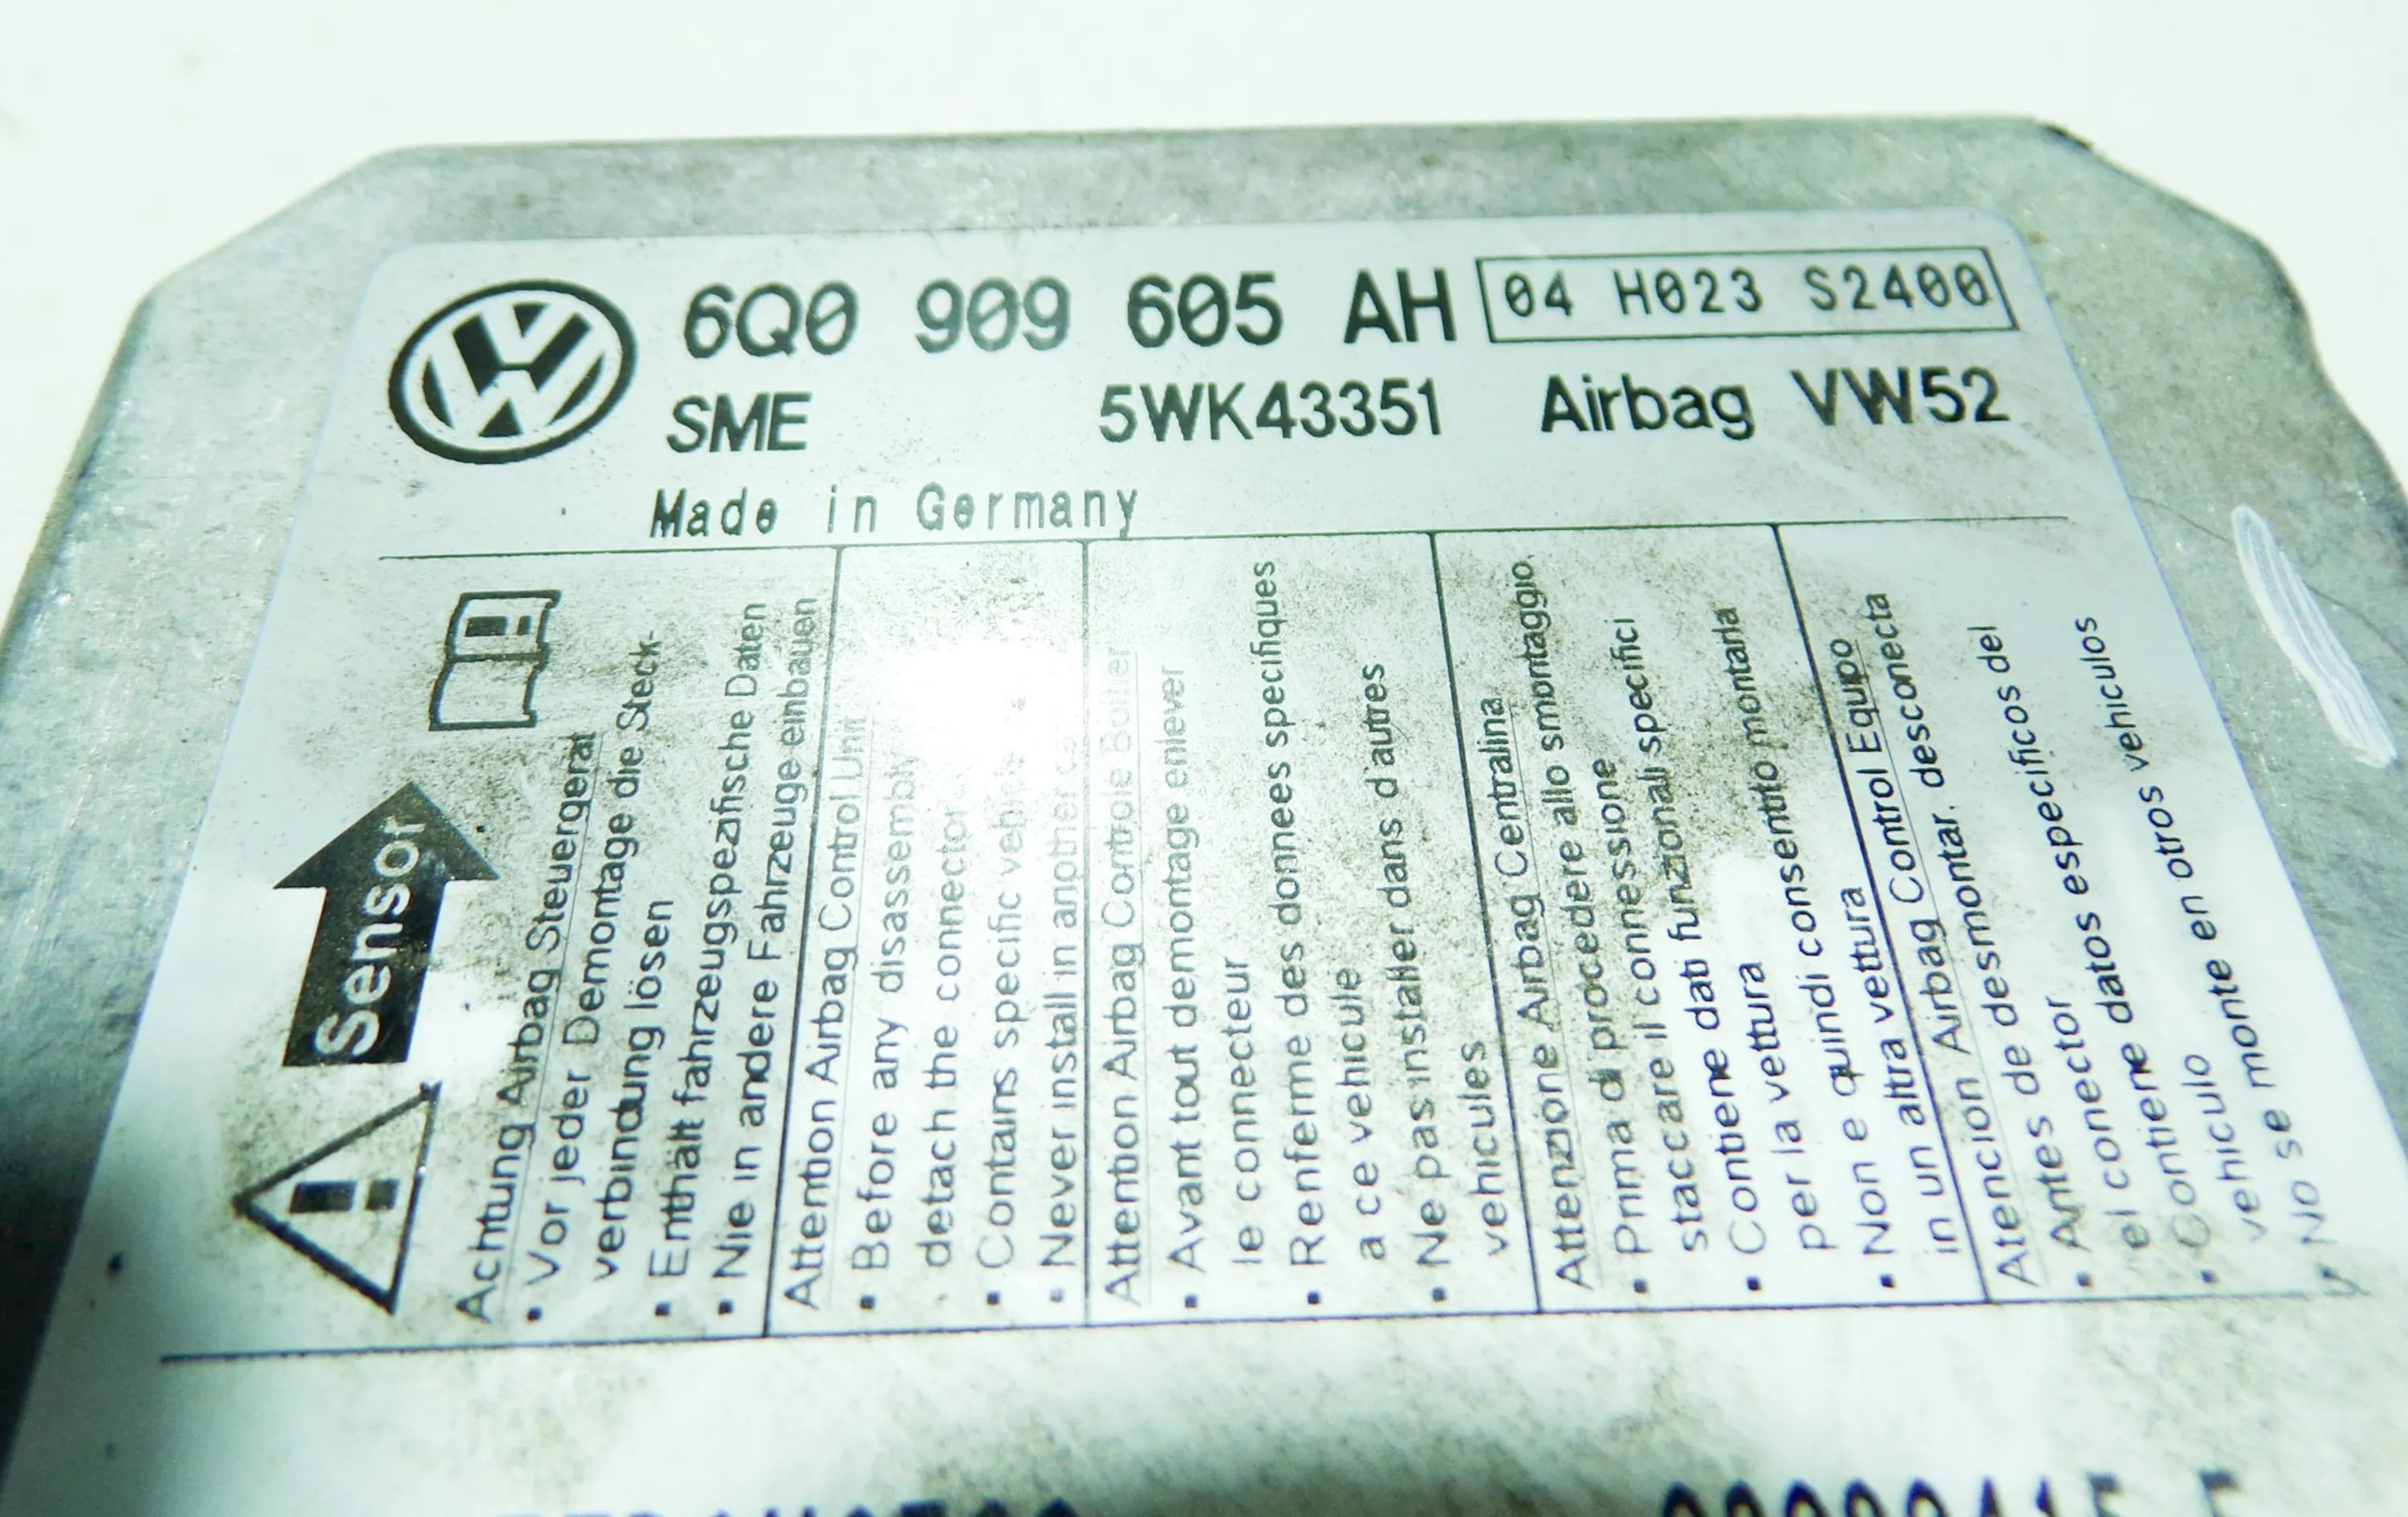 6Q0 909 605 AH 04 H023 S2400
SME 5WK43351 Airbag VW52
Made in Germany
Sensor
Achtung Airbag Steuergerät
• Vor jeder Demontage die Steck-
verbindung lösen
• Enthält fahrzeugspezifische Daten
• Nie in andere Fahrzeuge einbauen
Attention Airbag Control Unit
• Before any disassembly
detach the connector
• Contains specific
• Never install in another
Attention Airbag Controle Boitier
• Avant tout demontage enlever
le connecteur
• Renferme des donnees specifiques
a ce vehicule
• Ne pas installer dans d'autres
vehicules
Attenzione Airbag Centralina
• Prima di procedere allo smontaggio,
staccare il connessione
• Contiene dati funzionali specifici
per la vettura
• Non e quindi consentito montarla
in un altra vettura
Atencion Airbag Control Equipo
• Antes de desmontar, desconecta
el conector
• Contiene datos especificos del
vehiculo
No se monte en otros vehiculos